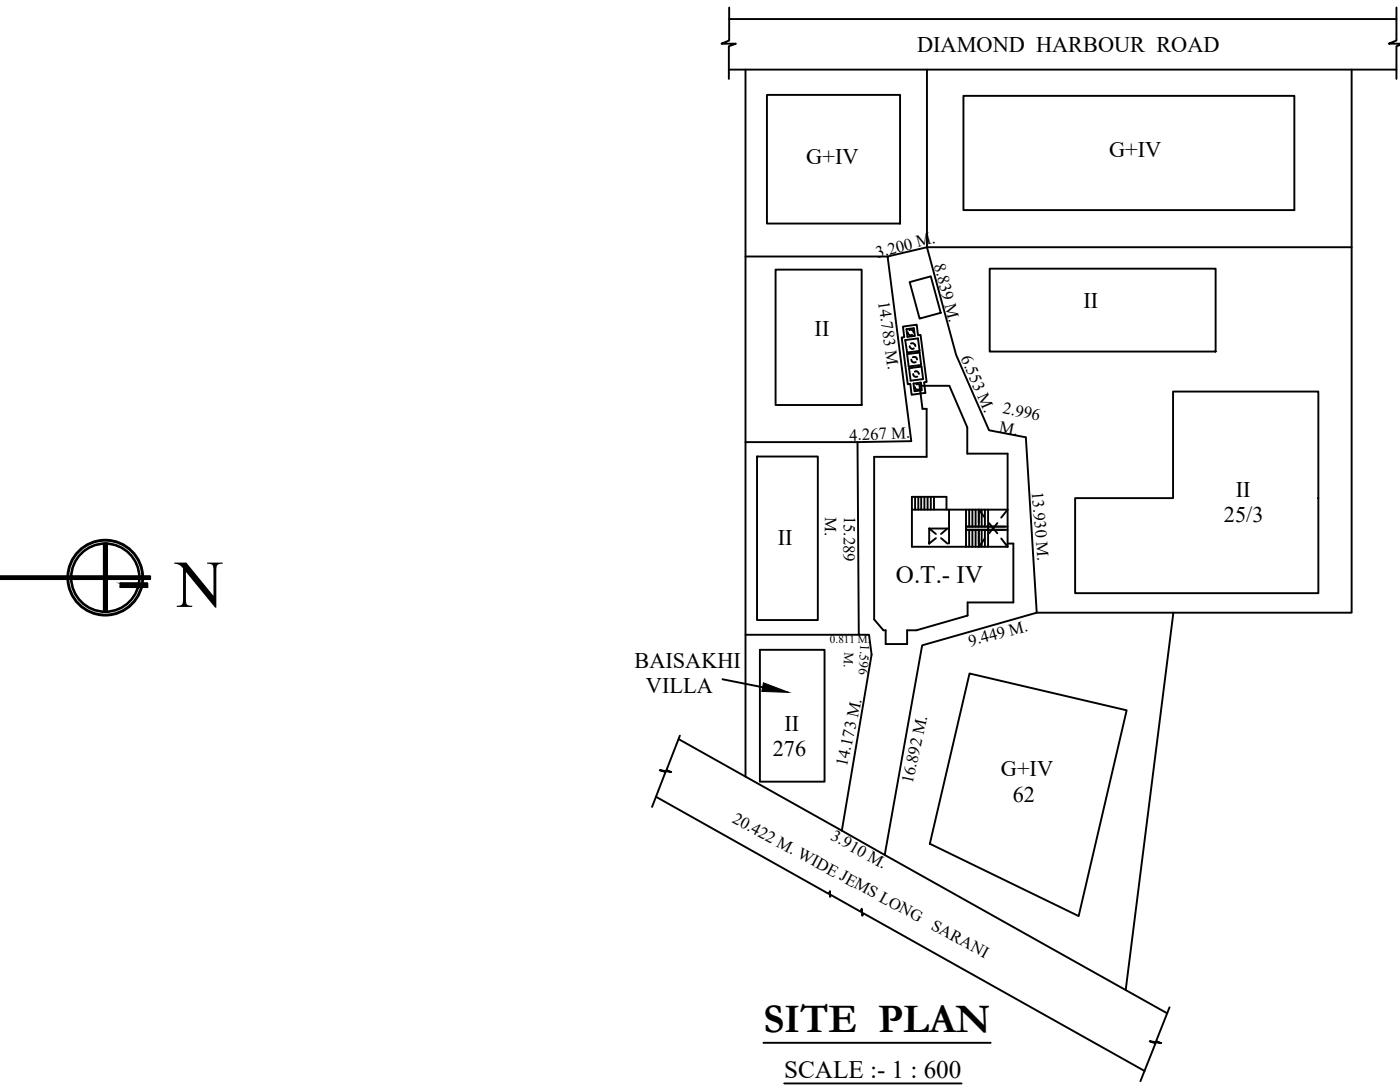 DIAMOND HARBOUR ROAD
G+IV
G+IV
3.200 M.
8.839 M.
II
II
14.783 M.
6.553 M.
2.996
M.
4.267 M.
II
25/3
II
15.289
M.
13.930 M.
N
O.T.- IV
9.449 M.
0.811 M.
1.596
M.
BAISAKHI
VILLA
II
276
14.173 M.
16.892 M.
G+IV
62
3.910 M.
20.422 M. WIDE JEMS LONG SARANI
SITE PLAN
SCALE :- 1 : 600